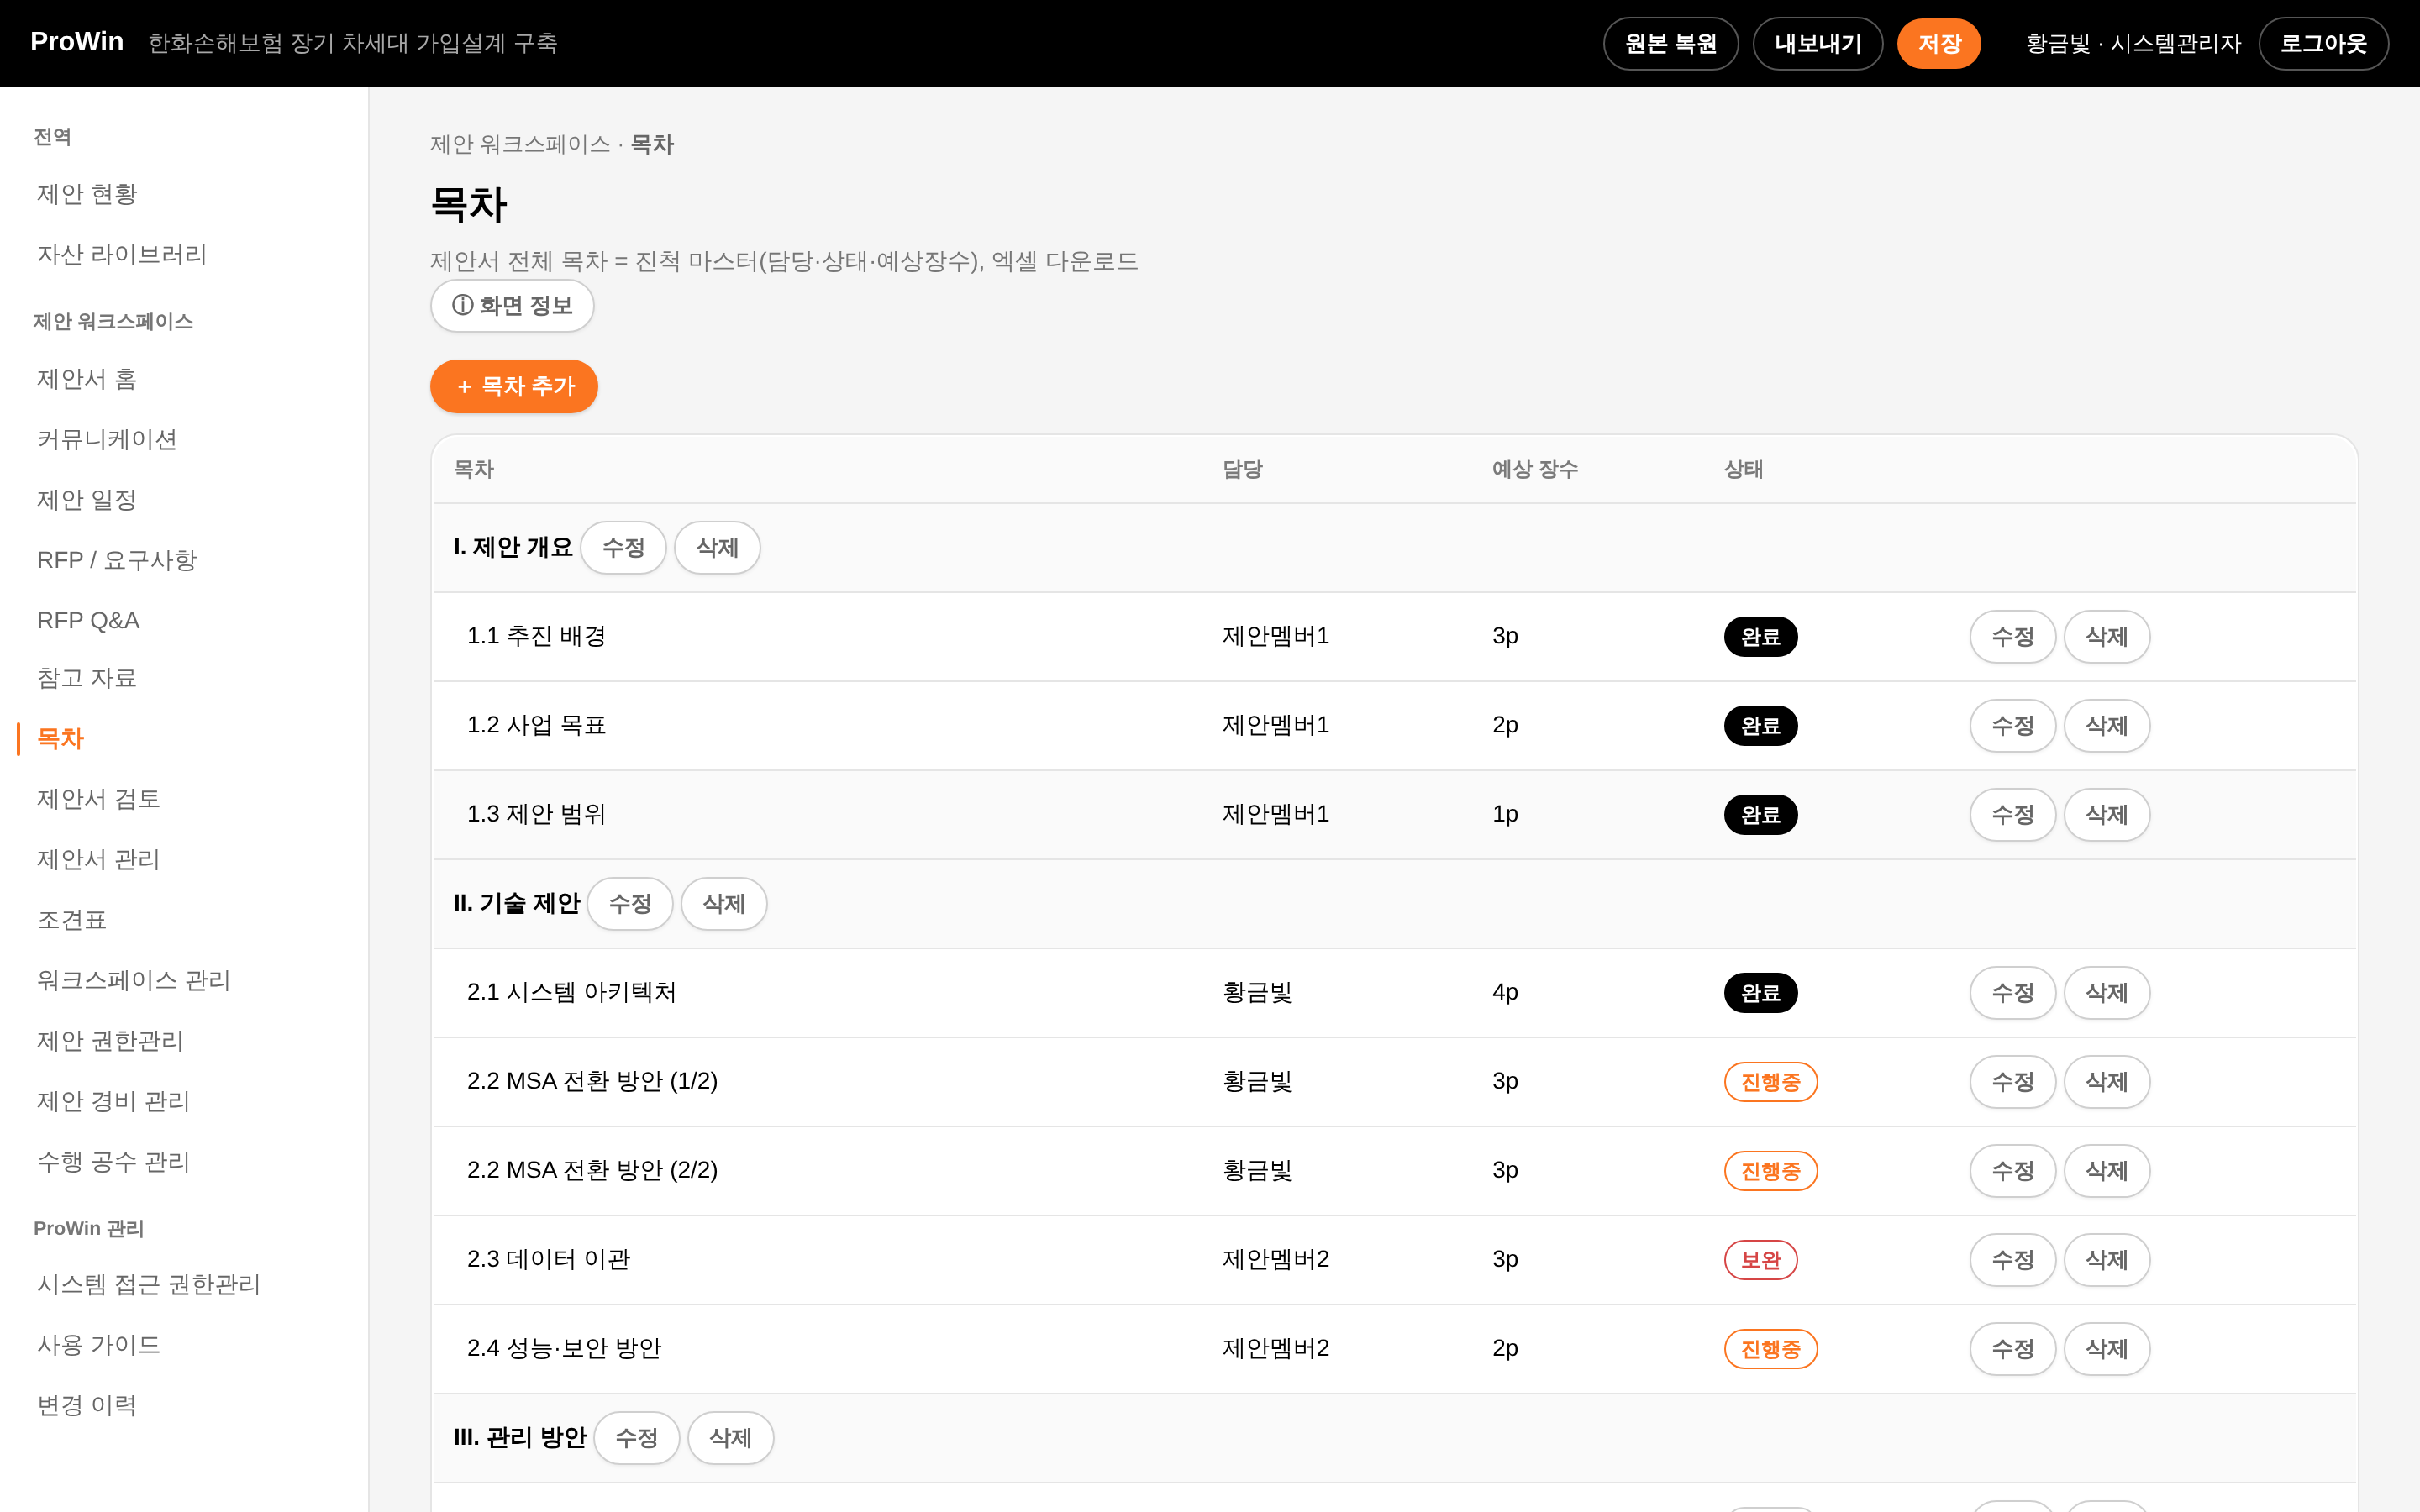 ProWin 한화손해보험 장기 차세대 가입설계 구축 원본 복원 내보내기 저장 황금빛 · 시스템관리자 로그아웃
전역
제안 현황
자산 라이브러리
제안 워크스페이스
제안서 홈
커뮤니케이션
제안 일정
RFP / 요구사항
RFP Q&A
참고 자료
목차
제안서 검토
제안서 관리
조견표
워크스페이스 관리
제안 권한관리
제안 경비 관리
수행 공수 관리
ProWin 관리
시스템 접근 권한관리
사용 가이드
변경 이력
제안 워크스페이스 · 목차
목차
제안서 전체 목차 = 진척 마스터(담당·상태·예상장수), 엑셀 다운로드
ⓘ 화면 정보
+ 목차 추가
목차 담당 예상 장수 상태
I. 제안 개요 수정 삭제
1.1 추진 배경 제안멤버1 3p 완료 수정 삭제
1.2 사업 목표 제안멤버1 2p 완료 수정 삭제
1.3 제안 범위 제안멤버1 1p 완료 수정 삭제
II. 기술 제안 수정 삭제
2.1 시스템 아키텍처 황금빛 4p 완료 수정 삭제
2.2 MSA 전환 방안 (1/2) 황금빛 3p 진행중 수정 삭제
2.2 MSA 전환 방안 (2/2) 황금빛 3p 진행중 수정 삭제
2.3 데이터 이관 제안멤버2 3p 보완 수정 삭제
2.4 성능·보안 방안 제안멤버2 2p 진행중 수정 삭제
III. 관리 방안 수정 삭제